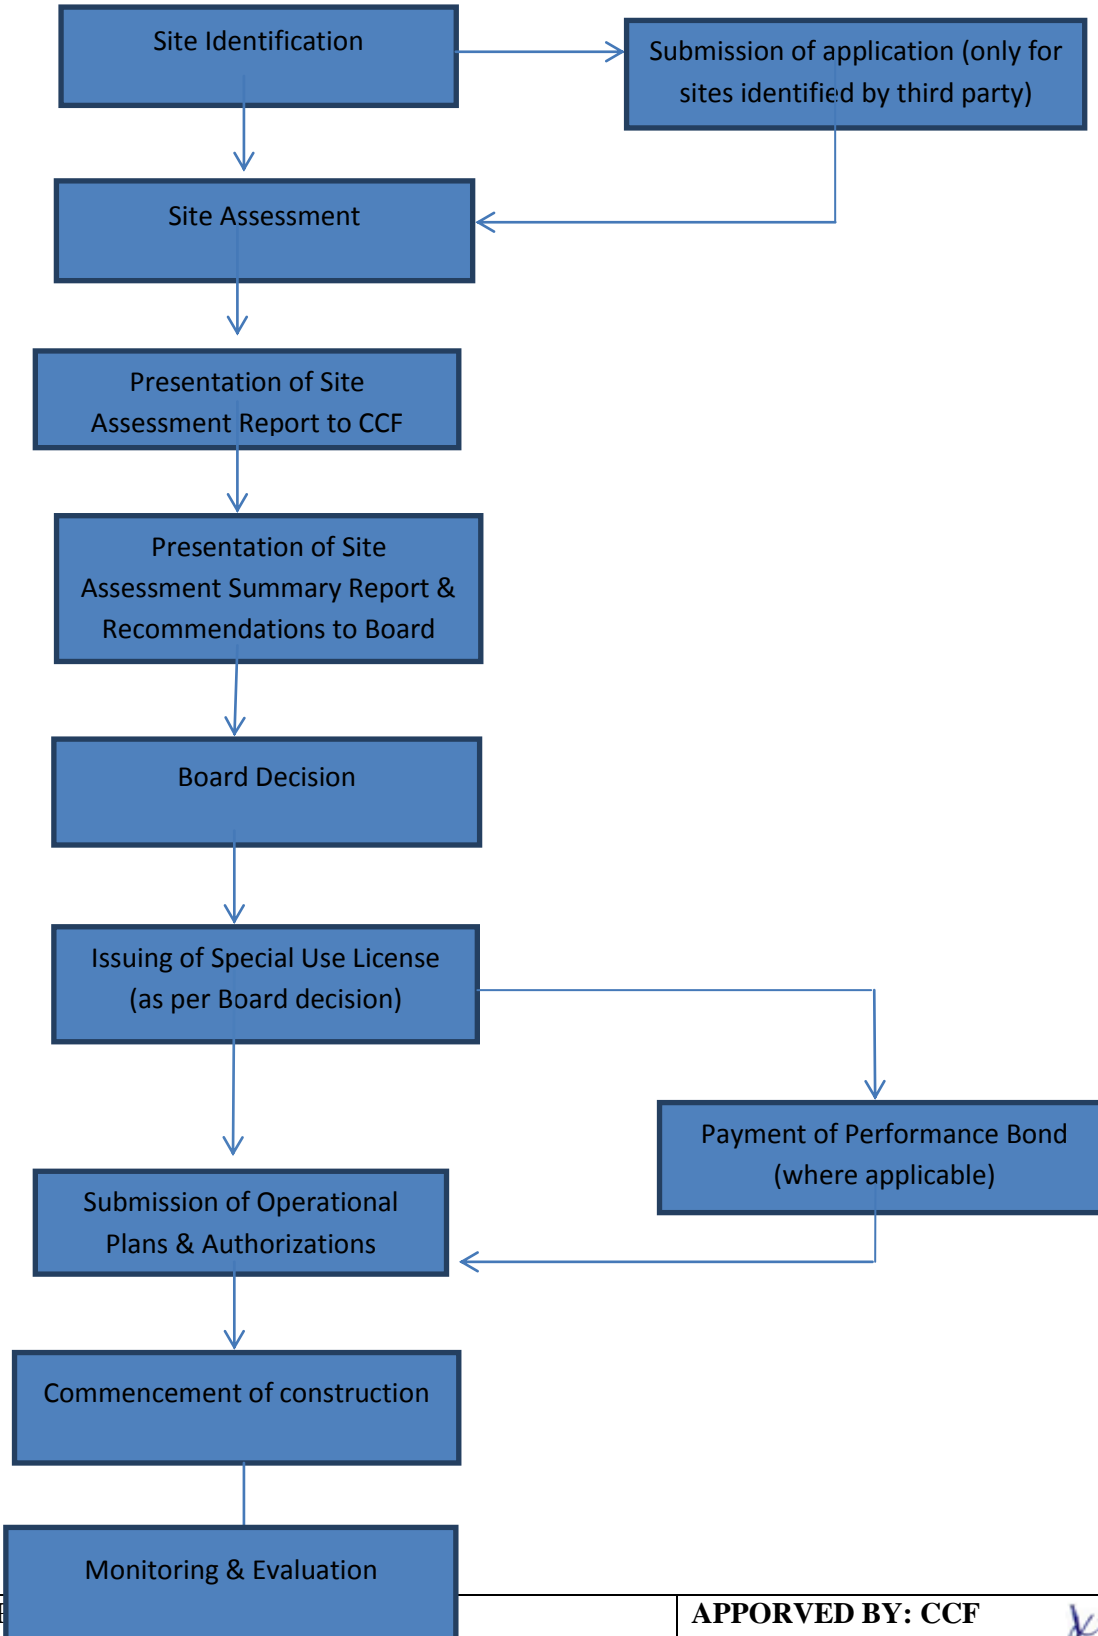 Site Identification
Submission of application (only for
sites identified by third party)
Site Assessment
Presentation of Site
Assessment Report to CCF
Presentation of Site
Assessment Summary Report &
Recommendations to Board
Board Decision
Issuing of Special Use License
(as per Board decision)
Payment of Performance Bond
(where applicable)
Submission of Operational
Plans & Authorizations
Commencement of construction
Monitoring & Evaluation
APPORVED BY: CCF